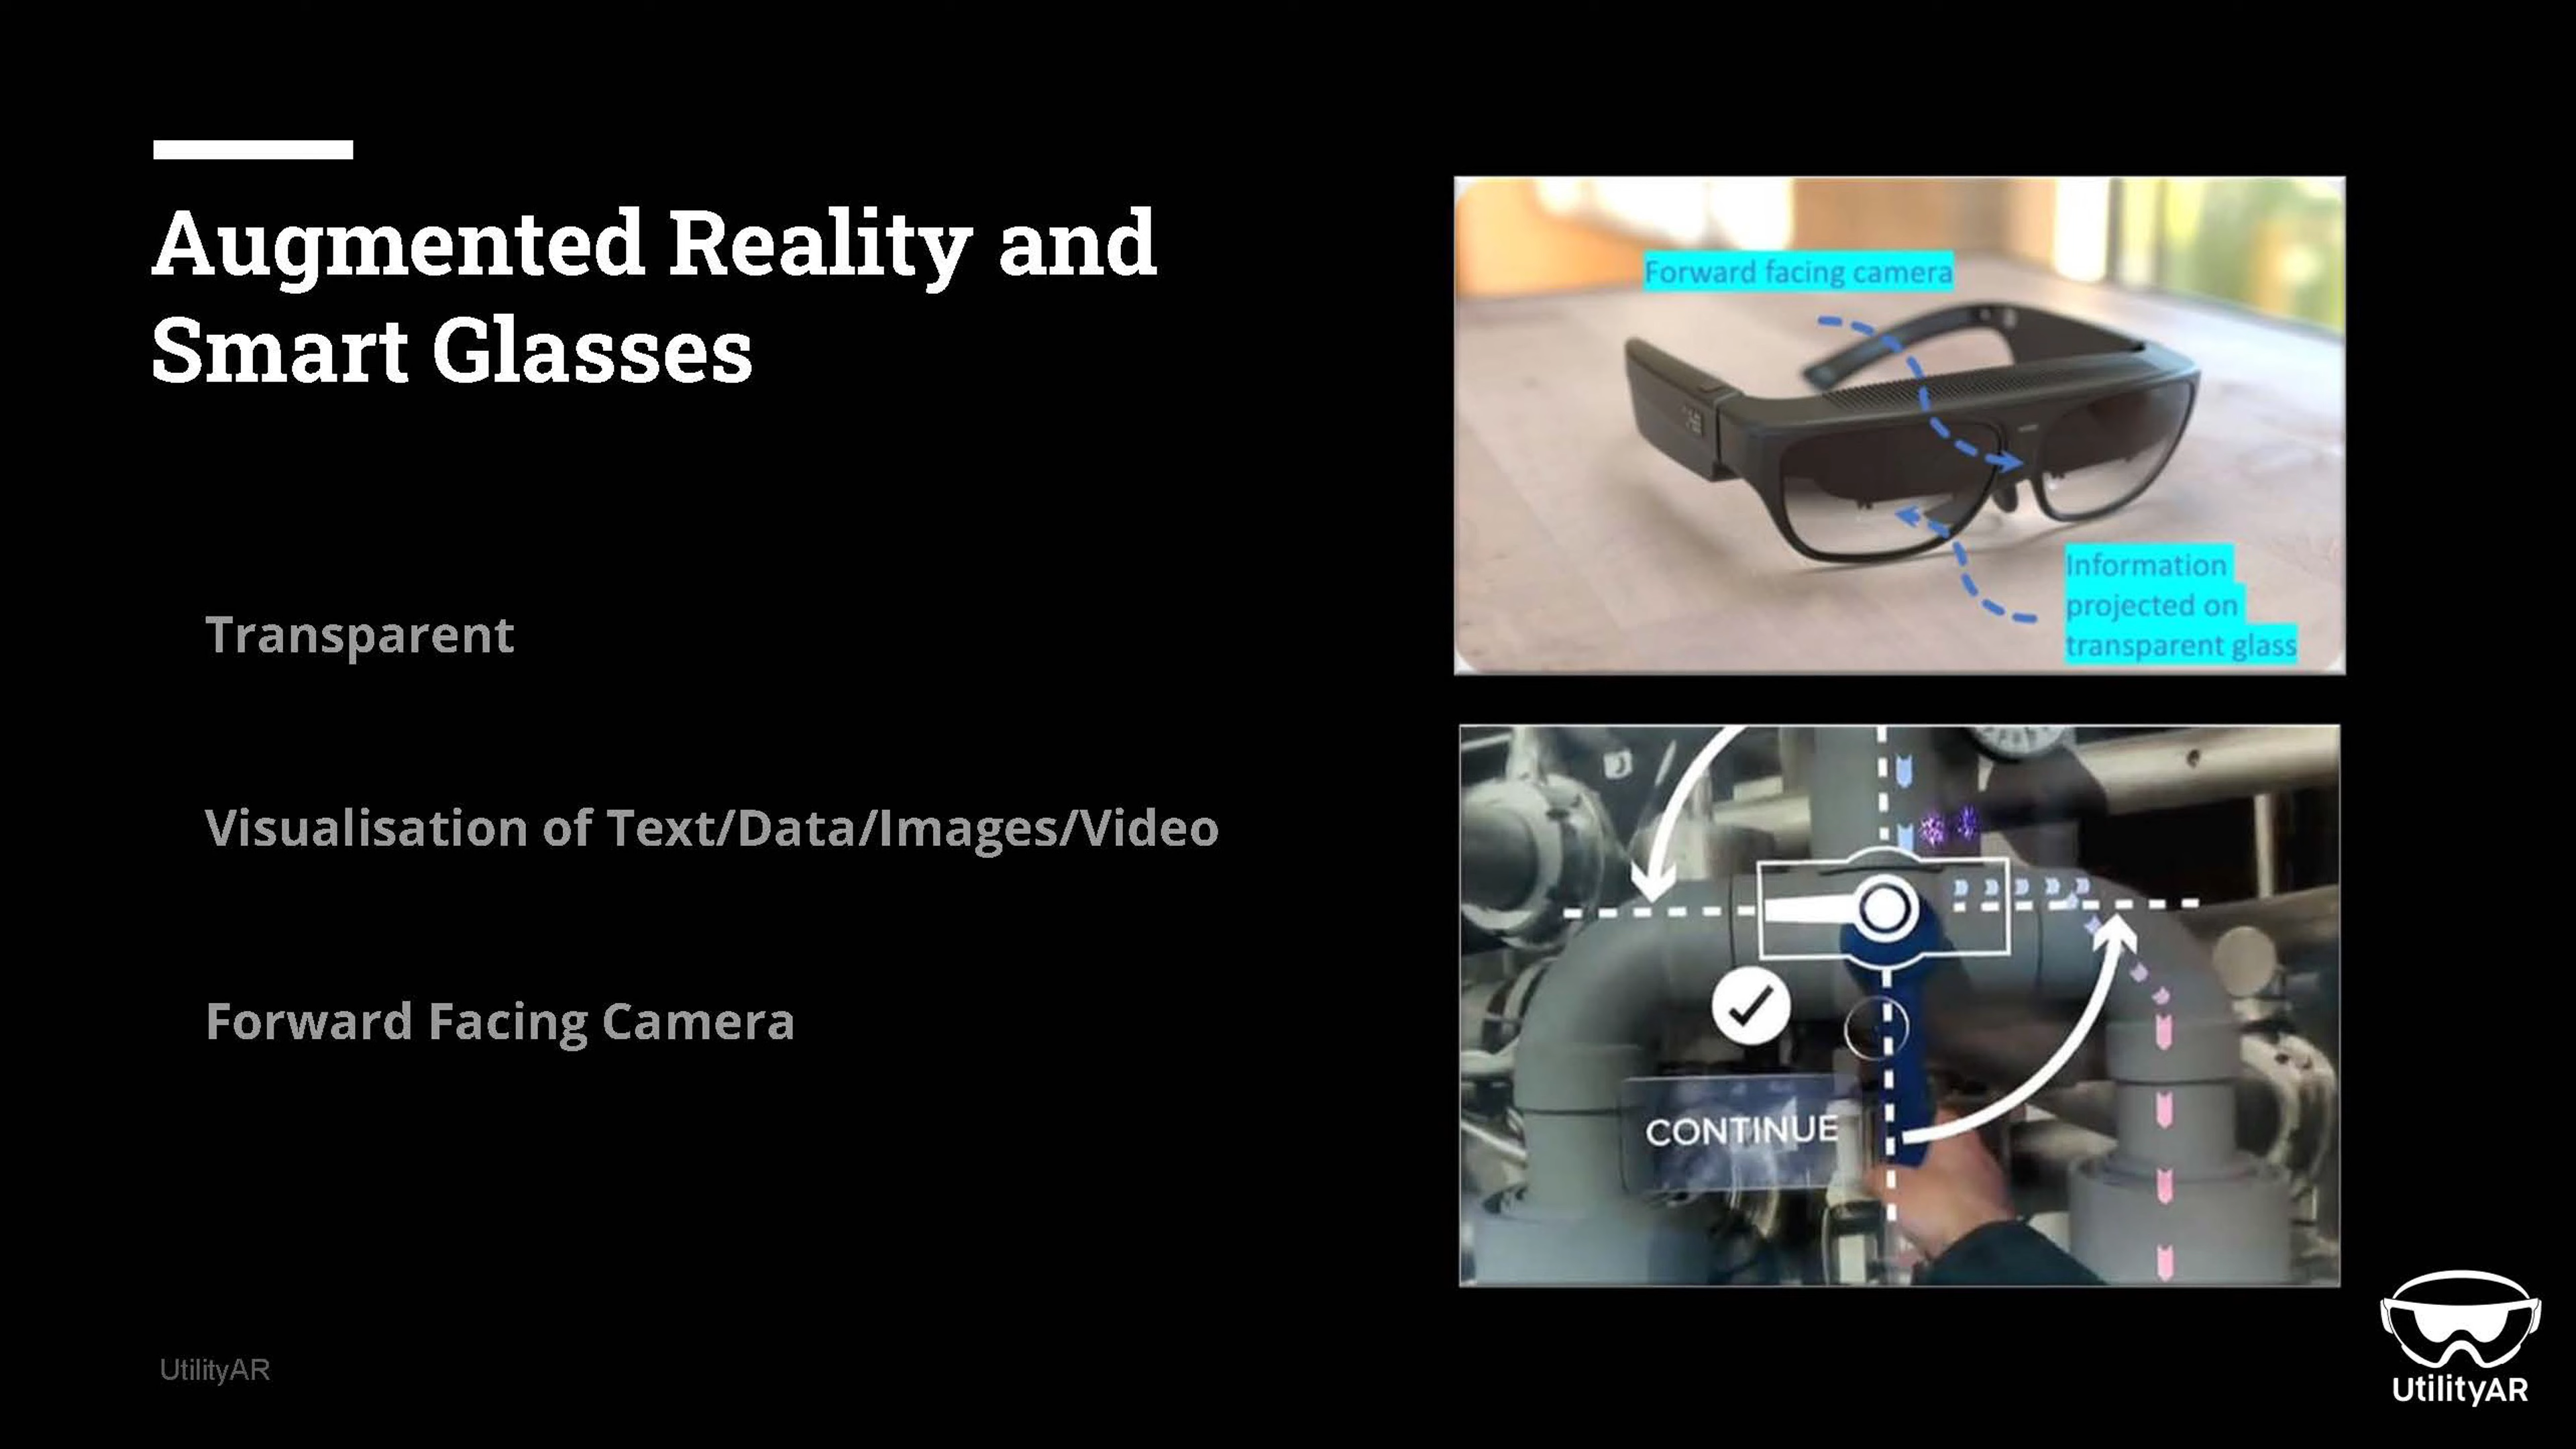 Augmented Reality and
Smart Glasses
Transparent
Visualisation of Text/Data/Images/Video
Forward Facing Camera
Forward facing camera
Information
projected on
transparent glass
CONTINUE
UtilityAR
UtilityAR